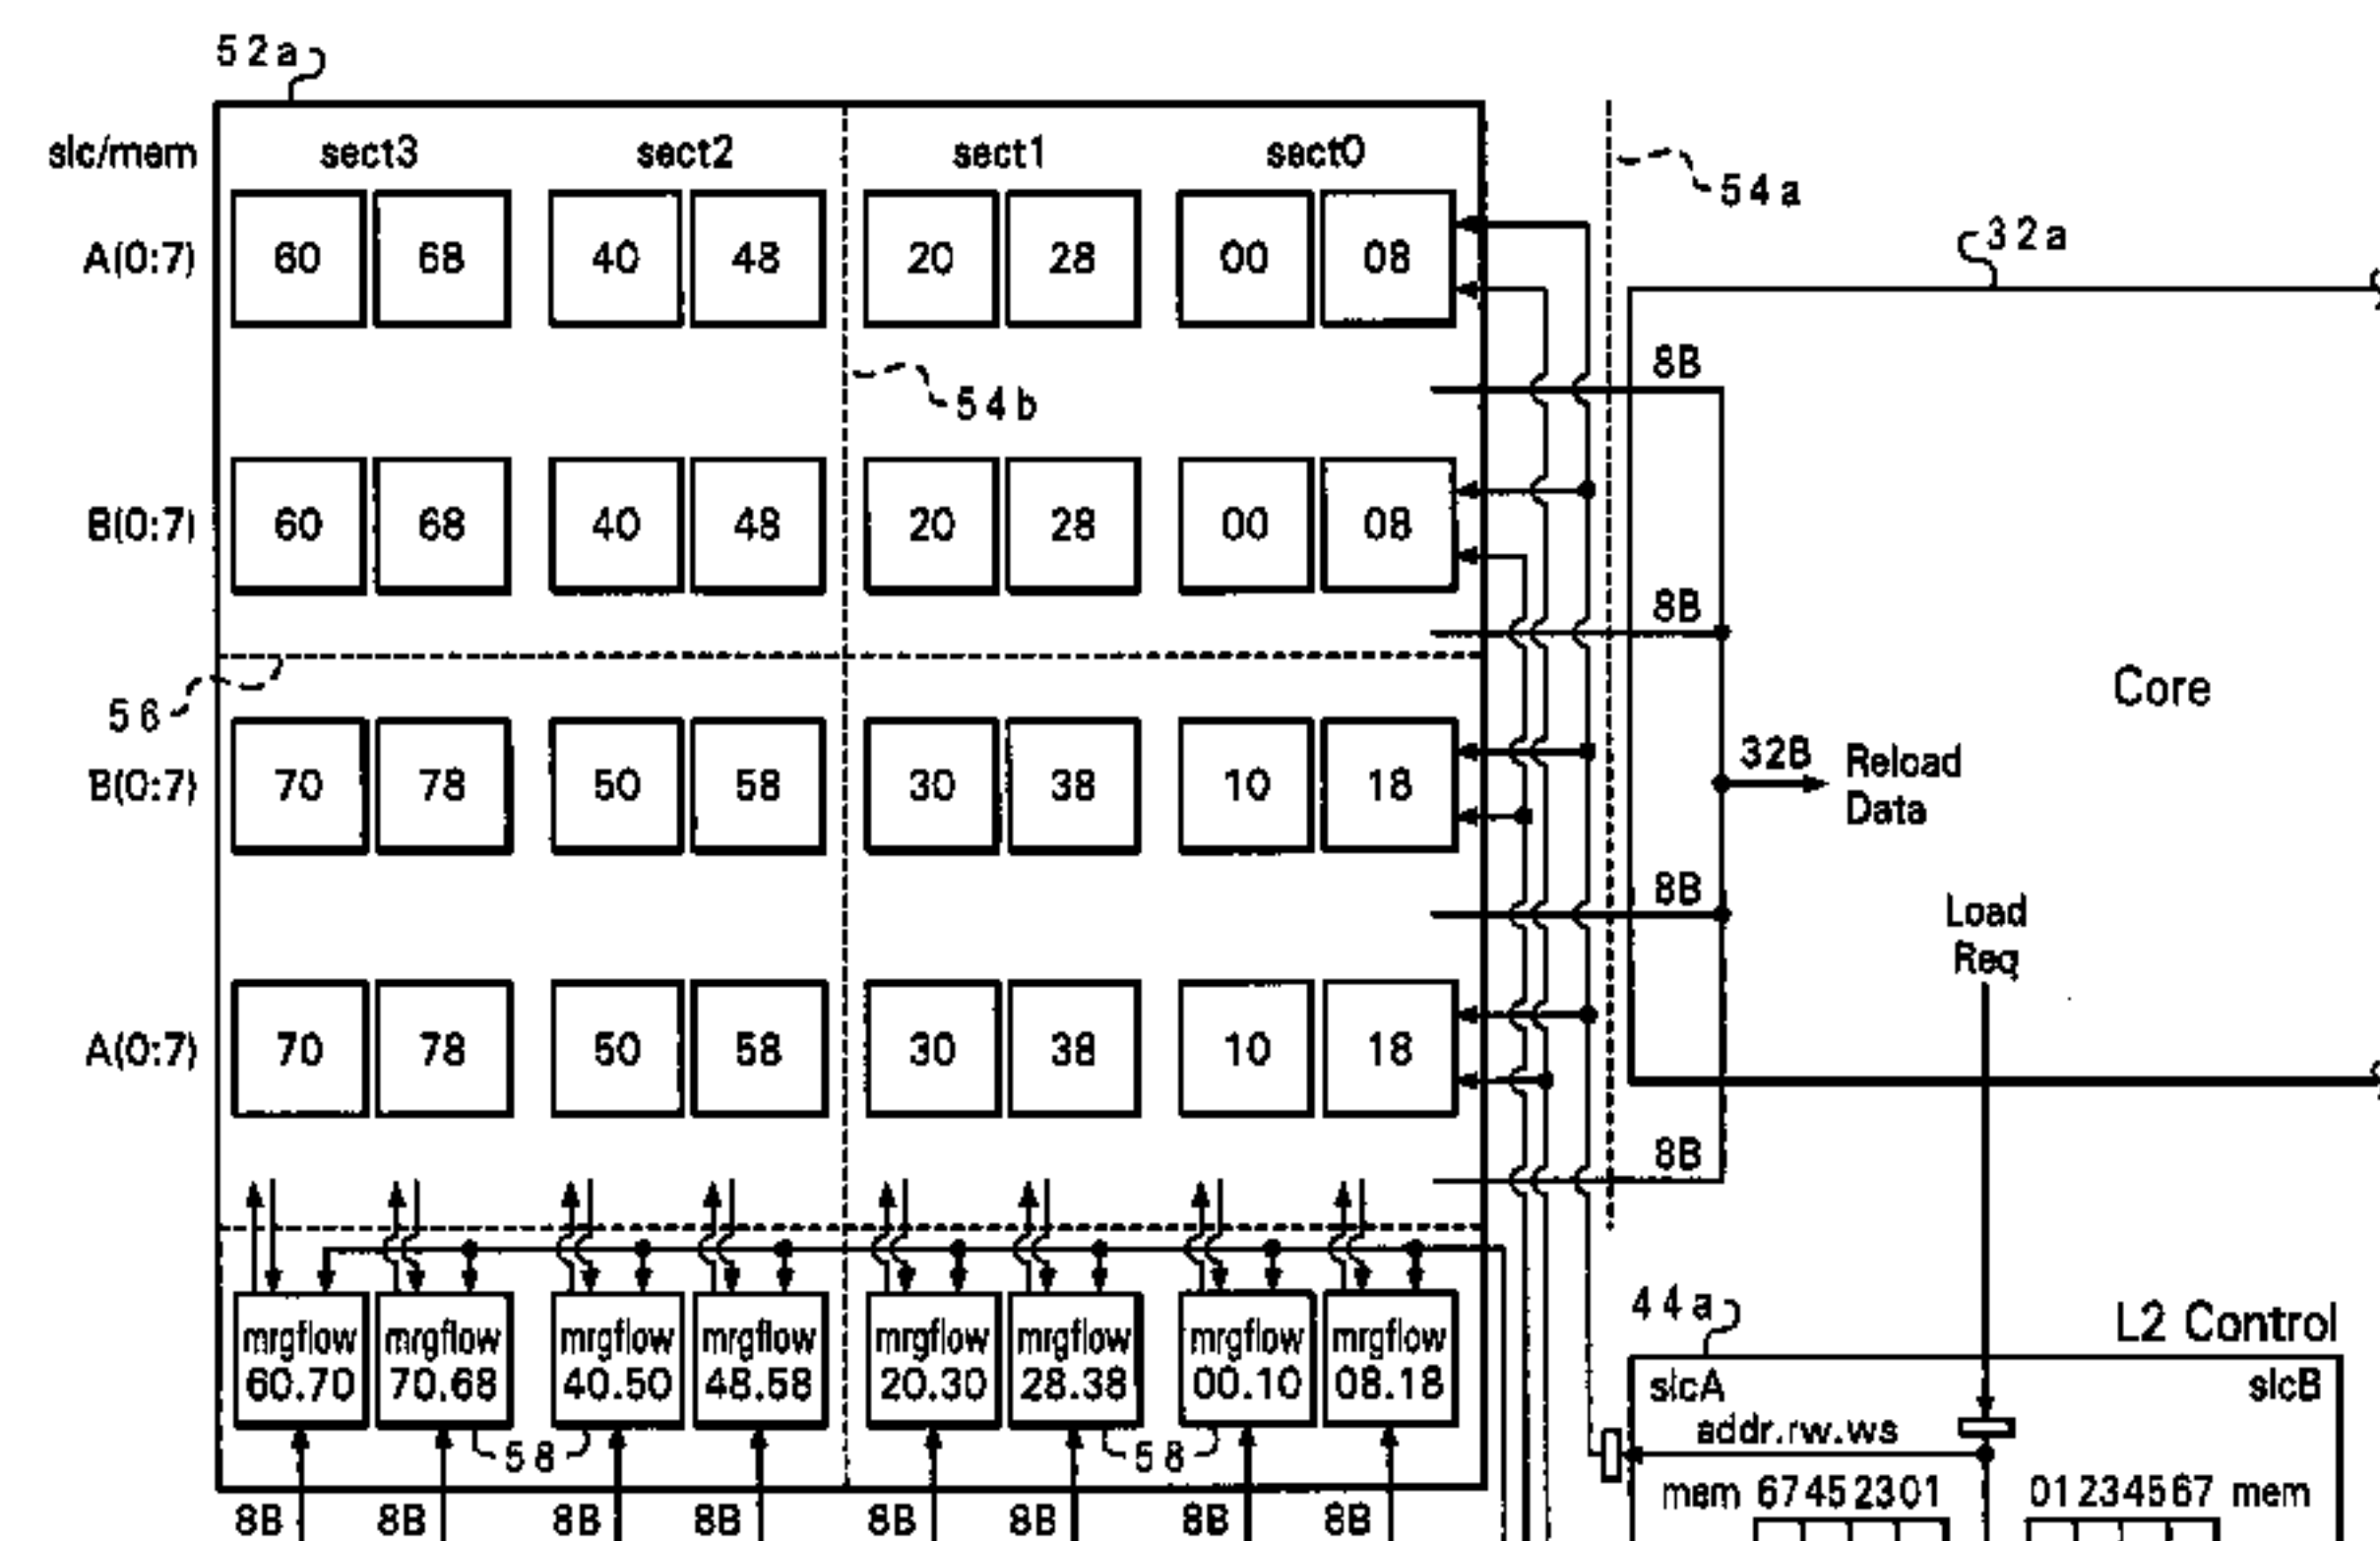 52a
slc/mem sect3 sect2 sect1 sect0
54a
32a
A(0:7) 60 68 40 48 20 28 00 08
8B
54b
B(0:7) 60 68 40 48 20 28 00 08
8B
56
Core
B(0:7) 70 78 50 58 30 38 10 18
32B Reload
Data
8B
Load
Req
A(0:7) 70 78 50 58 30 38 10 18
8B
44a
L2 Control
mrgflow mrgflow mrgflow mrgflow mrgflow mrgflow mrgflow mrgflow
60.70 70.68 40.50 48.58 20.30 28.38 00.10 08.18
slcA slcB
addr.rw.ws
58 58
mem 67452301 01234567 mem
8B 8B 8B 8B 8B 8B 8B 8B